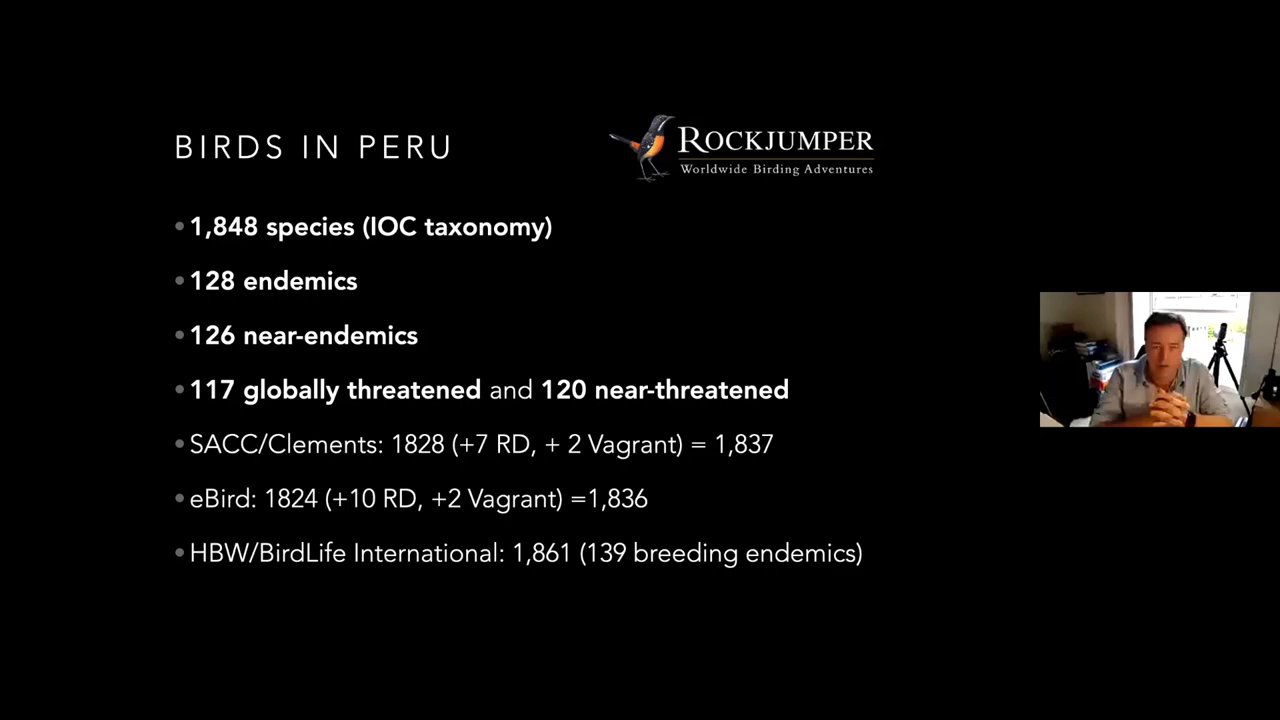 BIRDS IN PERU
ROCKJUMPER
Worldwide Birding Adventures
• 1,848 species (IOC taxonomy)
• 128 endemics
• 126 near-endemics
• 117 globally threatened and 120 near-threatened
• SACC/Clements: 1828 (+7 RD, + 2 Vagrant) = 1,837
• eBird: 1824 (+10 RD, +2 Vagrant) =1,836
• HBW/BirdLife International: 1,861 (139 breeding endemics)